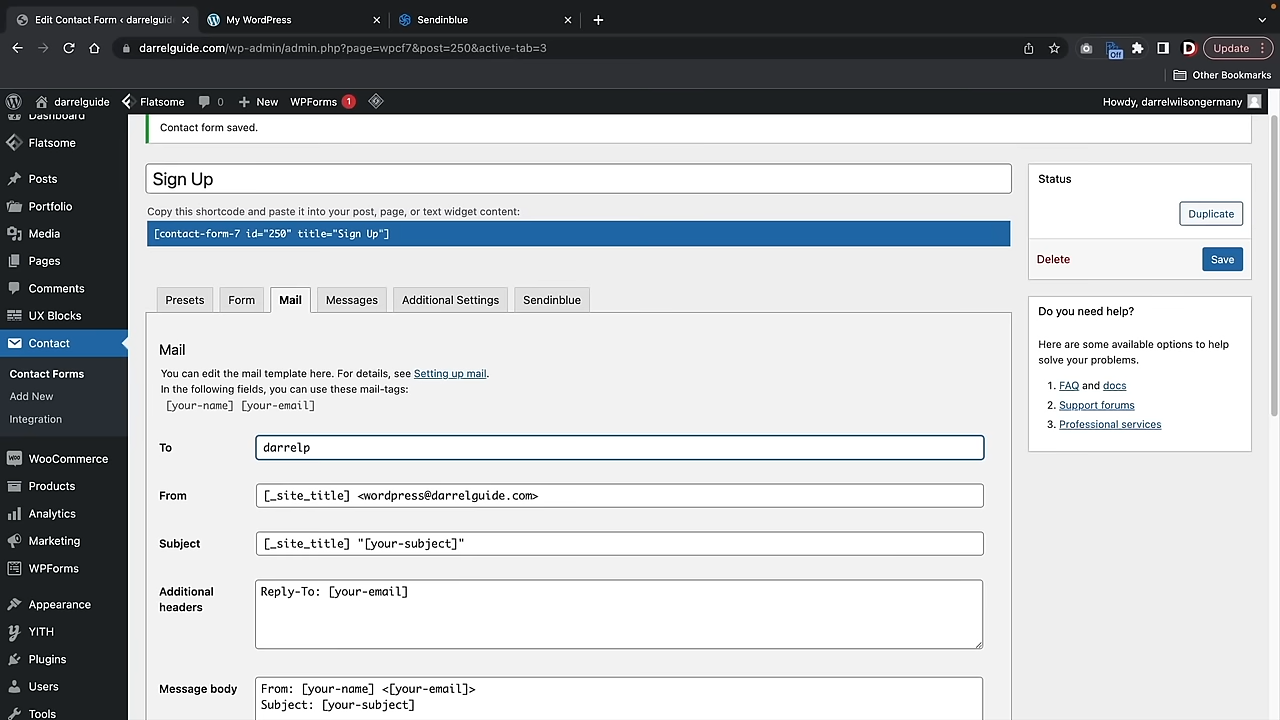 Edit Contact Form < darrelguide
My WordPress
Sendinblue
darrelguide.com/wp-admin/admin.php?page=wpcf7&post=250&active-tab=3
Off
D
Update
Other Bookmarks
darrelguide
Flatsome
0
New
WPForms 1
Howdy, darrelwilsongermany
Dashboard
Flatsome
Posts
Portfolio
Media
Pages
Comments
UX Blocks
Contact
Contact Forms
Add New
Integration
WooCommerce
Products
Analytics
Marketing
WPForms
Appearance
YITH
Plugins
Users
Tools
Contact form saved.
Sign Up
Copy this shortcode and paste it into your post, page, or text widget content:
[contact-form-7 id="250" title="Sign Up"]
Presets
Form
Mail
Messages
Additional Settings
Sendinblue
Mail
You can edit the mail template here. For details, see Setting up mail.
In the following fields, you can use these mail-tags:
[your-name] [your-email]
To
darrelp
From
[_site_title] <wordpress@darrelguide.com>
Subject
[_site_title] "[your-subject]"
Additional
headers
Reply-To: [your-email]
Message body
From: [your-name] <[your-email]>
Subject: [your-subject]
Status
Duplicate
Delete
Save
Do you need help?
Here are some available options to help
solve your problems.
1. FAQ and docs
2. Support forums
3. Professional services